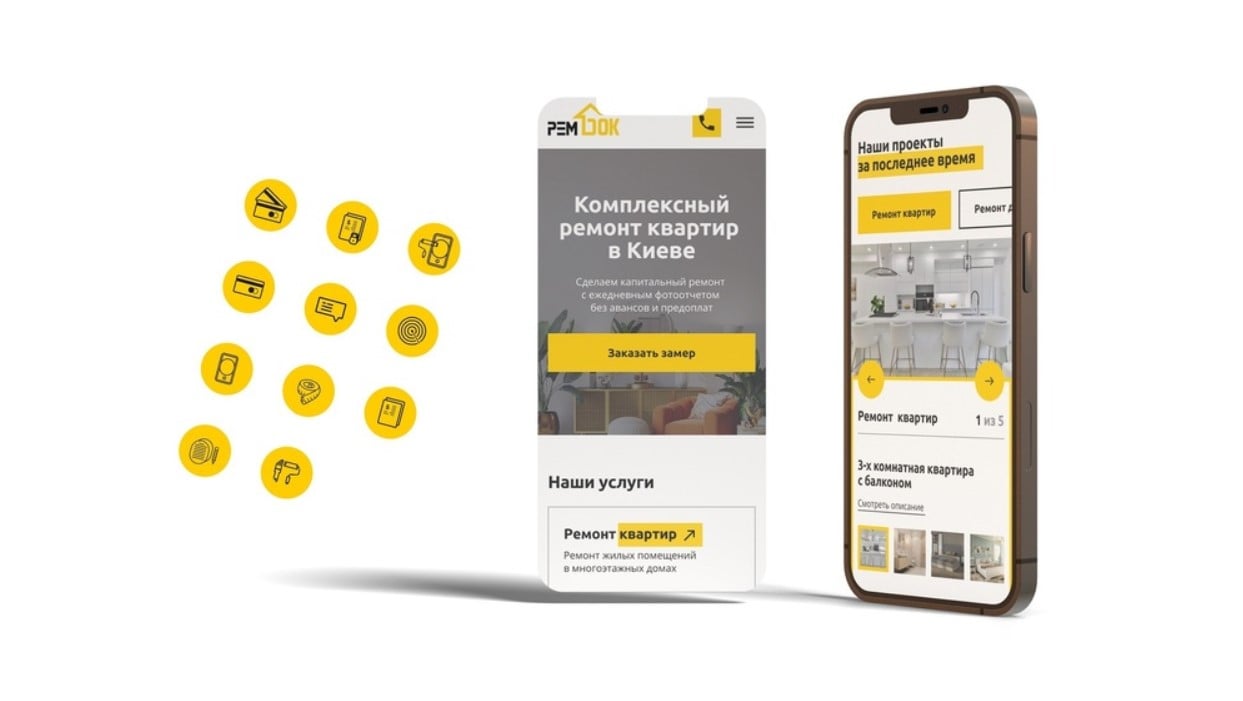 РЕМ ДОК
Комплексный
ремонт квартир
в Киеве
Сделаем капитальный ремонт
с ежедневным фотоотчетом
без авансов и предоплат
Заказать замер
Наши услуги
Ремонт квартир
Ремонт жилых помещений
в многоэтажных домах
Наши проекты
за последнее время
Ремонт квартир
Ремонт д
Ремонт квартир
1 из 5
3-х комнатная квартира
с балконом
Смотреть описание